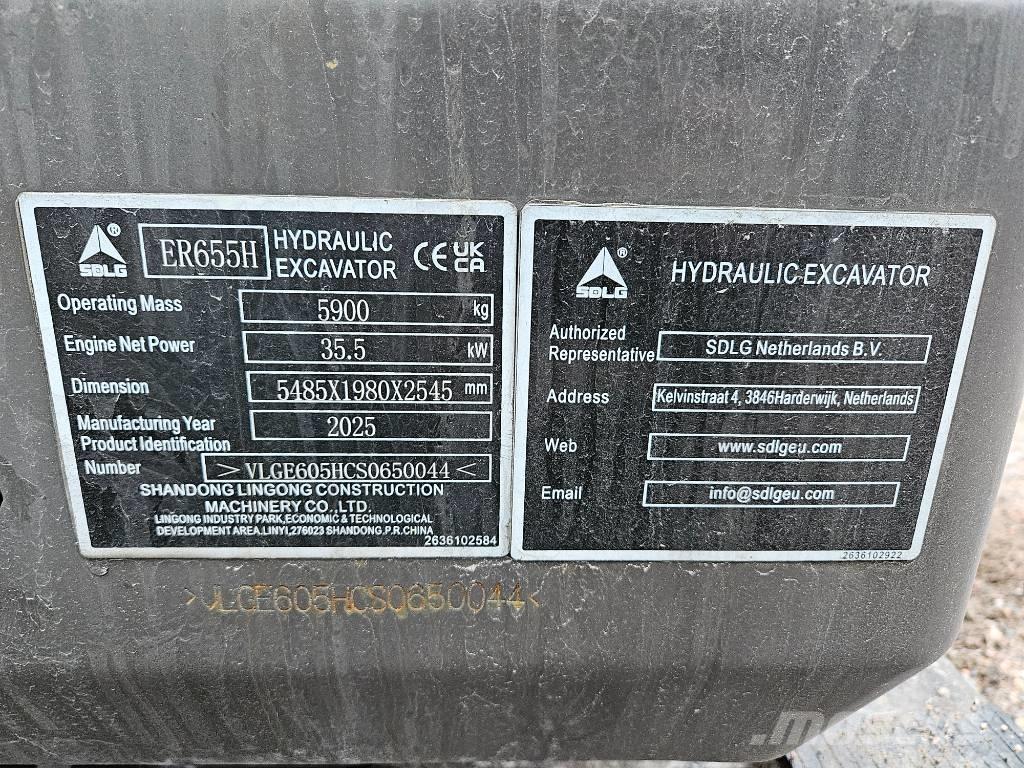 SDLG ®
ER655H
HYDRAULIC
EXCAVATOR
CE UKCA
Operating Mass 5900 kg
Engine Net Power 35.5 kW
Dimension 5485X1980X2545 mm
Manufacturing Year 2025
Product Identification
Number >VLGE605HCS0650044<
SHANDONG LINGONG CONSTRUCTION
MACHINERY CO.,LTD.
LINGONG INDUSTRY PARK,ECONOMIC & TECHNOLOGICAL
DEVELOPMENT AREA.LINYI,276023 SHANDONG.P.R.CHINA
2636102584
SDLG ®
HYDRAULIC EXCAVATOR
Authorized
Representative SDLG Netherlands B.V.
Address Kelvinstraat 4, 3846Harderwijk, Netherlands
Web www.sdlgeu.com
Email info@sdlgeu.com
2636102922
>VLGE605HCS0650044<
Mascus